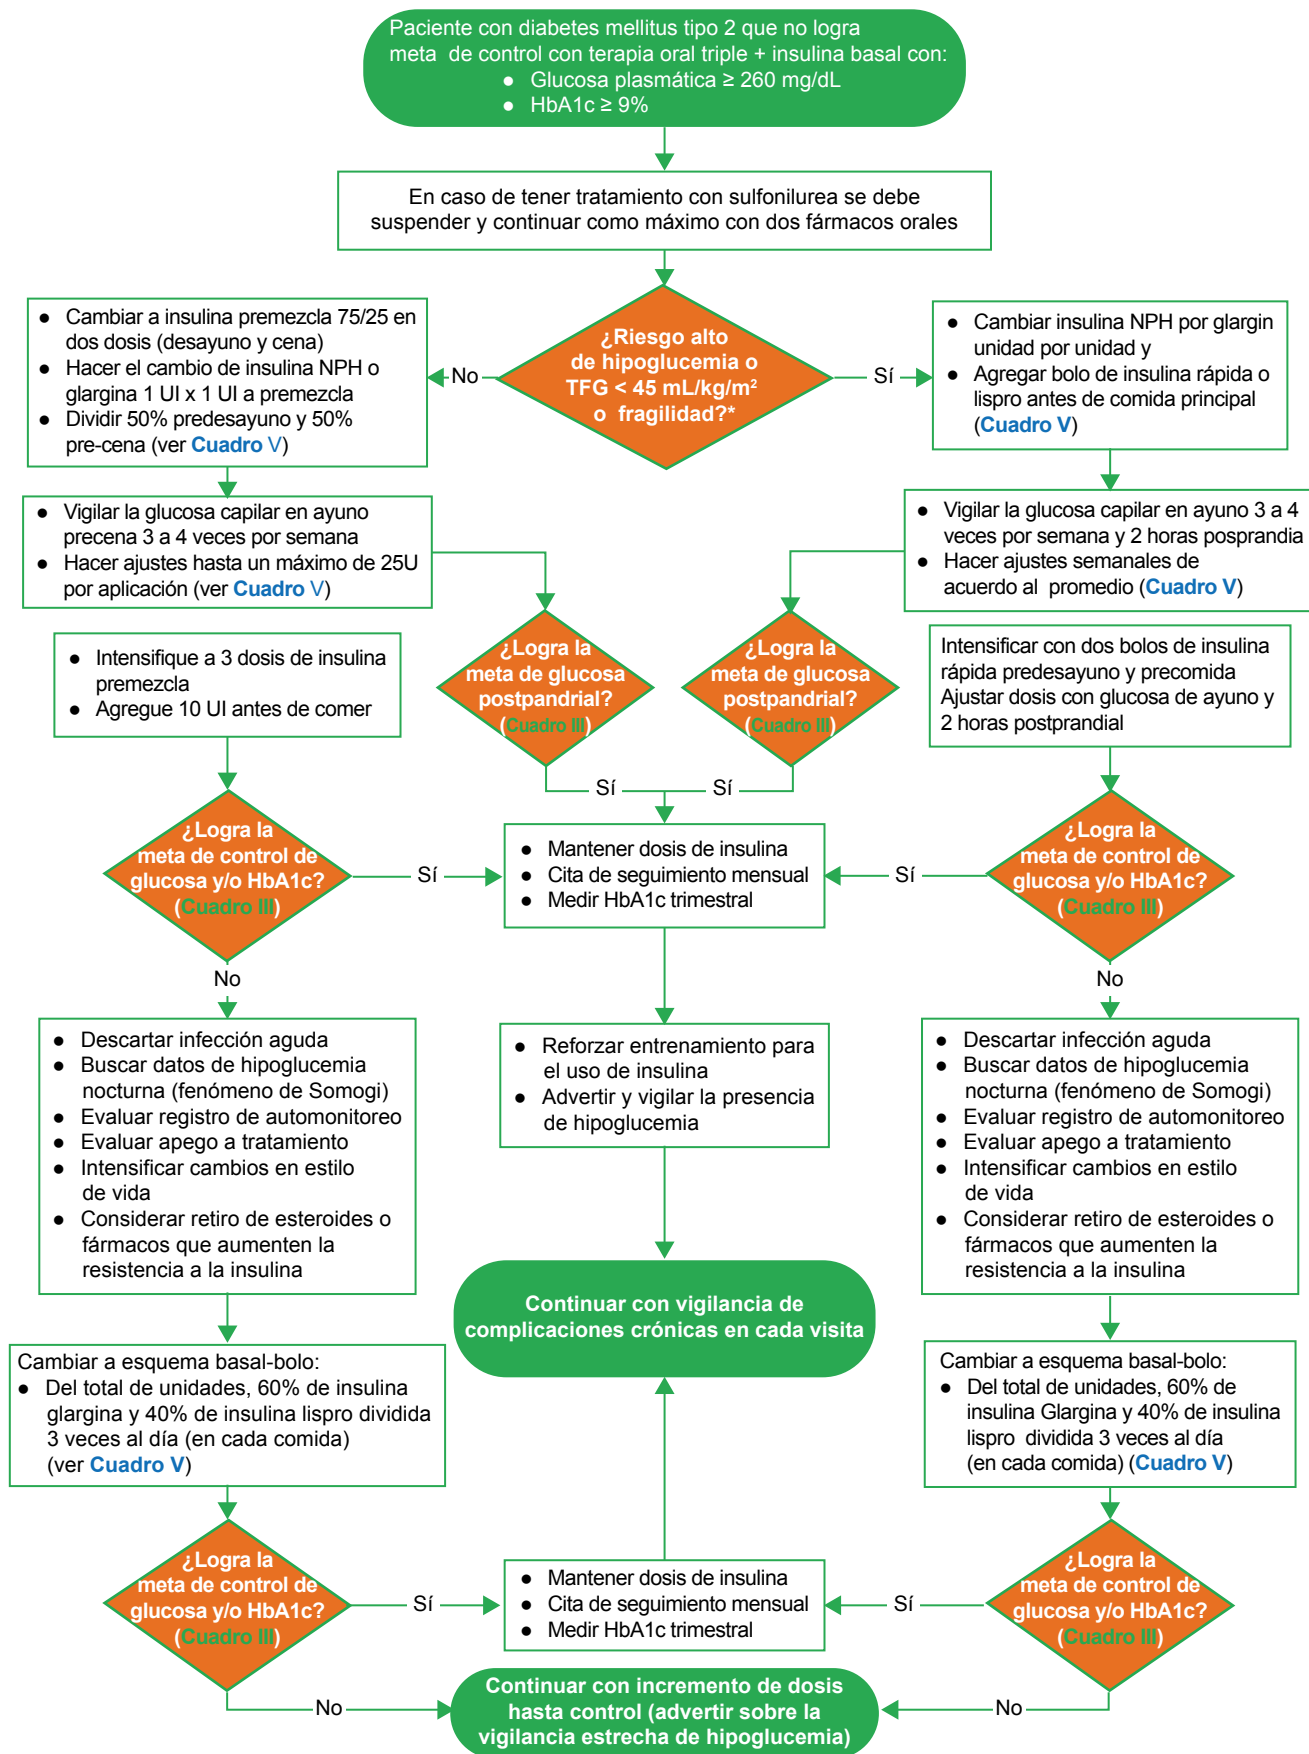 Paciente con diabetes mellitus tipo 2 que no logra
meta de control con terapia oral triple + insulina basal con:
● Glucosa plasmática ≥ 260 mg/dL
● HbA1c ≥ 9%
En caso de tener tratamiento con sulfonilurea se debe
suspender y continuar como máximo con dos fármacos orales
¿Riesgo alto
de hipoglucemia o
TFG < 45 mL/kg/m²
o fragilidad?*
No
Sí
● Cambiar a insulina premezcla 75/25 en
dos dosis (desayuno y cena)
● Hacer el cambio de insulina NPH o
glargina 1 UI x 1 UI a premezcla
● Dividir 50% predesayuno y 50%
pre-cena (ver Cuadro V)
● Cambiar insulina NPH por glargin
unidad por unidad y
● Agregar bolo de insulina rápida o
lispro antes de comida principal
(Cuadro V)
● Vigilar la glucosa capilar en ayuno
precena 3 a 4 veces por semana
● Hacer ajustes hasta un máximo de 25U
por aplicación (ver Cuadro V)
● Vigilar la glucosa capilar en ayuno 3 a 4
veces por semana y 2 horas posprandia
● Hacer ajustes semanales de
acuerdo al promedio (Cuadro V)
¿Logra la
meta de glucosa
postpandrial?
(Cuadro III)
¿Logra la
meta de glucosa
postpandrial?
(Cuadro III)
● Intensifique a 3 dosis de insulina
premezcla
● Agregue 10 UI antes de comer
Intensificar con dos bolos de insulina
rápida predesayuno y precomida
Ajustar dosis con glucosa de ayuno y
2 horas postprandial
Sí
Sí
¿Logra la
meta de control de
glucosa y/o HbA1c?
(Cuadro III)
Sí
● Mantener dosis de insulina
● Cita de seguimiento mensual
● Medir HbA1c trimestral
Sí
¿Logra la
meta de control de
glucosa y/o HbA1c?
(Cuadro III)
No
No
● Descartar infección aguda
● Buscar datos de hipoglucemia
nocturna (fenómeno de Somogi)
● Evaluar registro de automonitoreo
● Evaluar apego a tratamiento
● Intensificar cambios en estilo
de vida
● Considerar retiro de esteroides o
fármacos que aumenten la
resistencia a la insulina
● Reforzar entrenamiento para
el uso de insulina
● Advertir y vigilar la presencia
de hipoglucemia
● Descartar infección aguda
● Buscar datos de hipoglucemia
nocturna (fenómeno de Somogi)
● Evaluar registro de automonitoreo
● Evaluar apego a tratamiento
● Intensificar cambios en estilo
de vida
● Considerar retiro de esteroides o
fármacos que aumenten la
resistencia a la insulina
Continuar con vigilancia de
complicaciones crónicas en cada visita
Cambiar a esquema basal-bolo:
● Del total de unidades, 60% de insulina
glargina y 40% de insulina lispro dividida
3 veces al día (en cada comida)
(ver Cuadro V)
Cambiar a esquema basal-bolo:
● Del total de unidades, 60% de
insulina Glargina y 40% de insulina
lispro dividida 3 veces al día
(en cada comida) (Cuadro V)
¿Logra la
meta de control de
glucosa y/o HbA1c?
(Cuadro III)
Sí
● Mantener dosis de insulina
● Cita de seguimiento mensual
● Medir HbA1c trimestral
Sí
¿Logra la
meta de control de
glucosa y/o HbA1c?
(Cuadro III)
No
Continuar con incremento de dosis
hasta control (advertir sobre la
vigilancia estrecha de hipoglucemia)
No